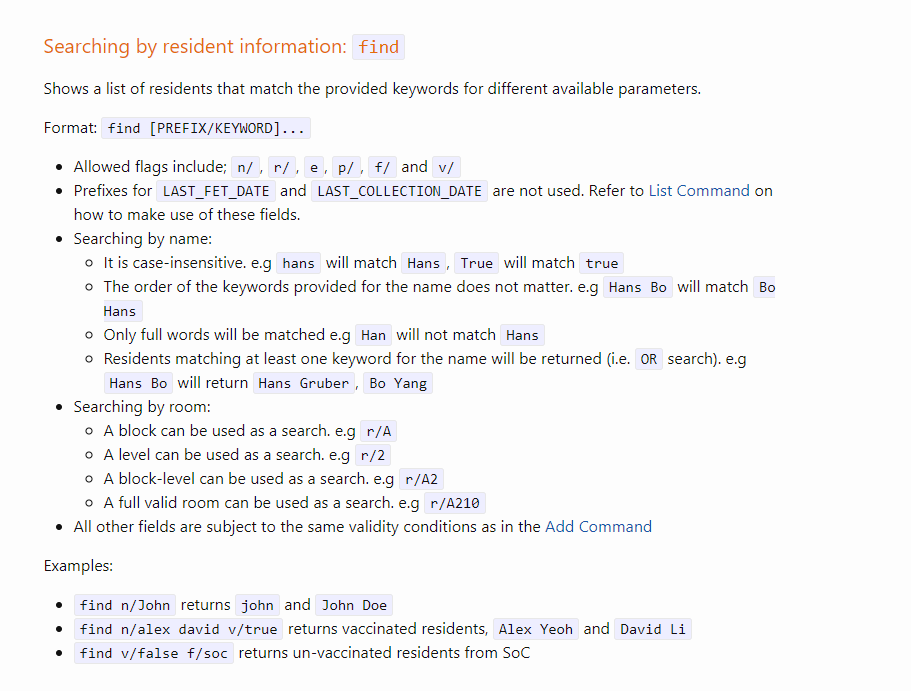 Searching by resident information: find
Shows a list of residents that match the provided keywords for different available parameters.
Format: find [PREFIX/KEYWORD]...
Allowed flags include; n/ , r/ , e , p/ , f/ and v/
Prefixes for LAST_FET_DATE and LAST_COLLECTION_DATE are not used. Refer to List Command on
how to make use of these fields.
Searching by name:
It is case-insensitive. e.g hans will match Hans , True will match true
The order of the keywords provided for the name does not matter. e.g Hans Bo will match Bo
Hans
Only full words will be matched e.g Han will not match Hans
Residents matching at least one keyword for the name will be returned (i.e. OR search). e.g
Hans Bo will return Hans Gruber , Bo Yang
Searching by room:
A block can be used as a search. e.g r/A
A level can be used as a search. e.g r/2
A block-level can be used as a search. e.g r/A2
A full valid room can be used as a search. e.g r/A210
All other fields are subject to the same validity conditions as in the Add Command
Examples:
find n/John returns john and John Doe
find n/alex david v/true returns vaccinated residents, Alex Yeoh and David Li
find v/false f/soc returns un-vaccinated residents from SoC